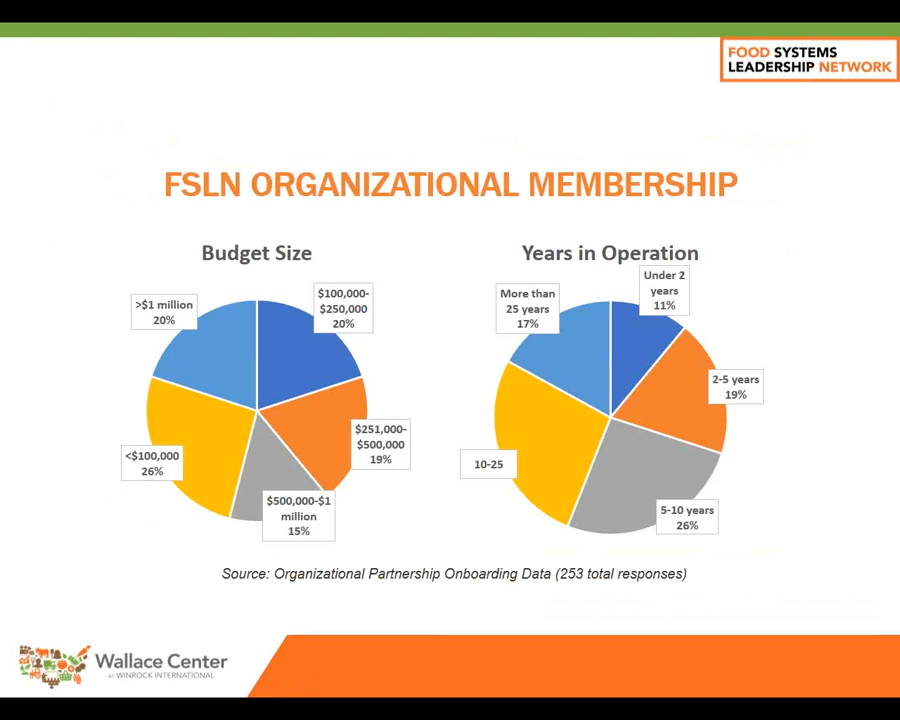 FOOD SYSTEMS
LEADERSHIP NETWORK
FSLN ORGANIZATIONAL MEMBERSHIP
Budget Size
>$1 million
20%
$100,000-
$250,000
20%
$251,000-
$500,000
19%
<$100,000
26%
$500,000-$1
million
15%
Years in Operation
Under 2
years
11%
More than
25 years
17%
2-5 years
19%
10-25
5-10 years
26%
Source: Organizational Partnership Onboarding Data (253 total responses)
Wallace Center
AT WINROCK INTERNATIONAL